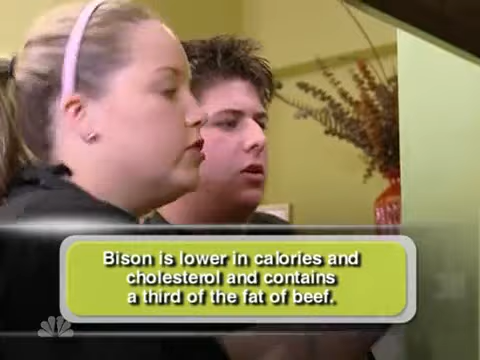 Bison is lower in calories and
cholesterol and contains
a third of the fat of beef.